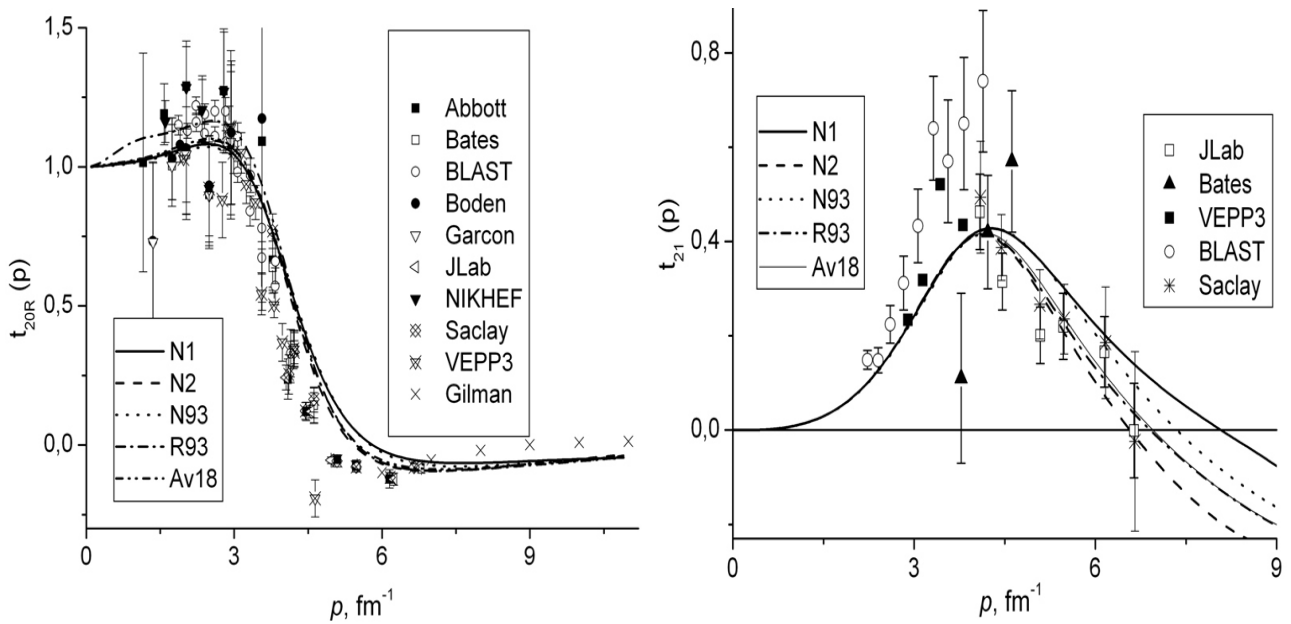 1,5
1,0
0,5
0,0
t20R (p)
Abbott
Bates
BLAST
Boden
Garcon
JLab
NIKHEF
Saclay
VEPP3
Gilman
N1
N2
N93
R93
Av18
0 3 6 9
p, fm-1
0,8
0,4
0,0
t21 (p)
N1
N2
N93
R93
Av18
JLab
Bates
VEPP3
BLAST
Saclay
0 3 6 9
p, fm-1